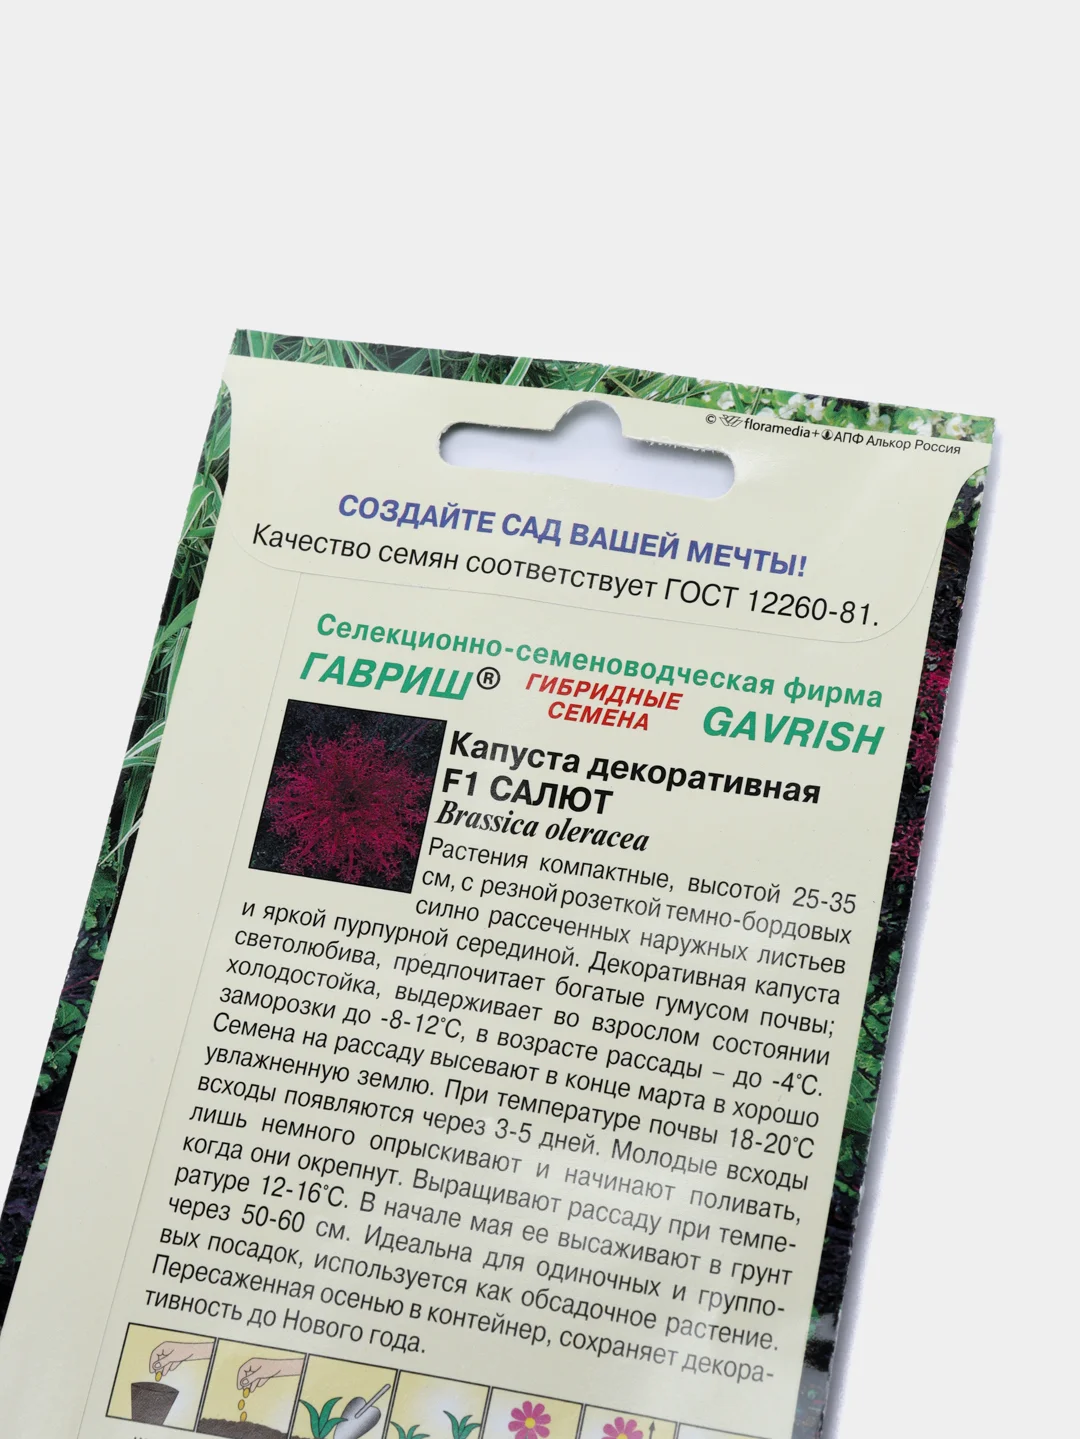 © floramedia + АПФ Алькор Россия
СОЗДАЙТЕ САД ВАШЕЙ МЕЧТЫ!
Качество семян соответствует ГОСТ 12260-81.
Селекционно-семеноводческая фирма
ГАВРИШ® ГИБРИДНЫЕ СЕМЕНА GAVRISH
Капуста декоративная
F1 САЛЮТ
Brassica oleracea
Растения компактные, высотой 25-35
см, с резной розеткой темно-бордовых
силно рассеченных наружных листьев
и яркой пурпурной серединой. Декоративная капуста
светолюбива, предпочитает богатые гумусом почвы;
холодостойка, выдерживает во взрослом состоянии
заморозки до -8-12°С, в возрасте рассады – до -4°С.
Семена на рассаду высевают в конце марта в хорошо
увлажненную землю. При температуре почвы 18-20°С
всходы появляются через 3-5 дней. Молодые всходы
лишь немного опрыскивают и начинают поливать,
когда они окрепнут. Выращивают рассаду при темпе-
ратуре 12-16°С. В начале мая ее высаживают в грунт
через 50-60 см. Идеальна для одиночных и группо-
вых посадок, используется как обсадочное растение.
Пересаженная осенью в контейнер, сохраняет декора-
тивность до Нового года.